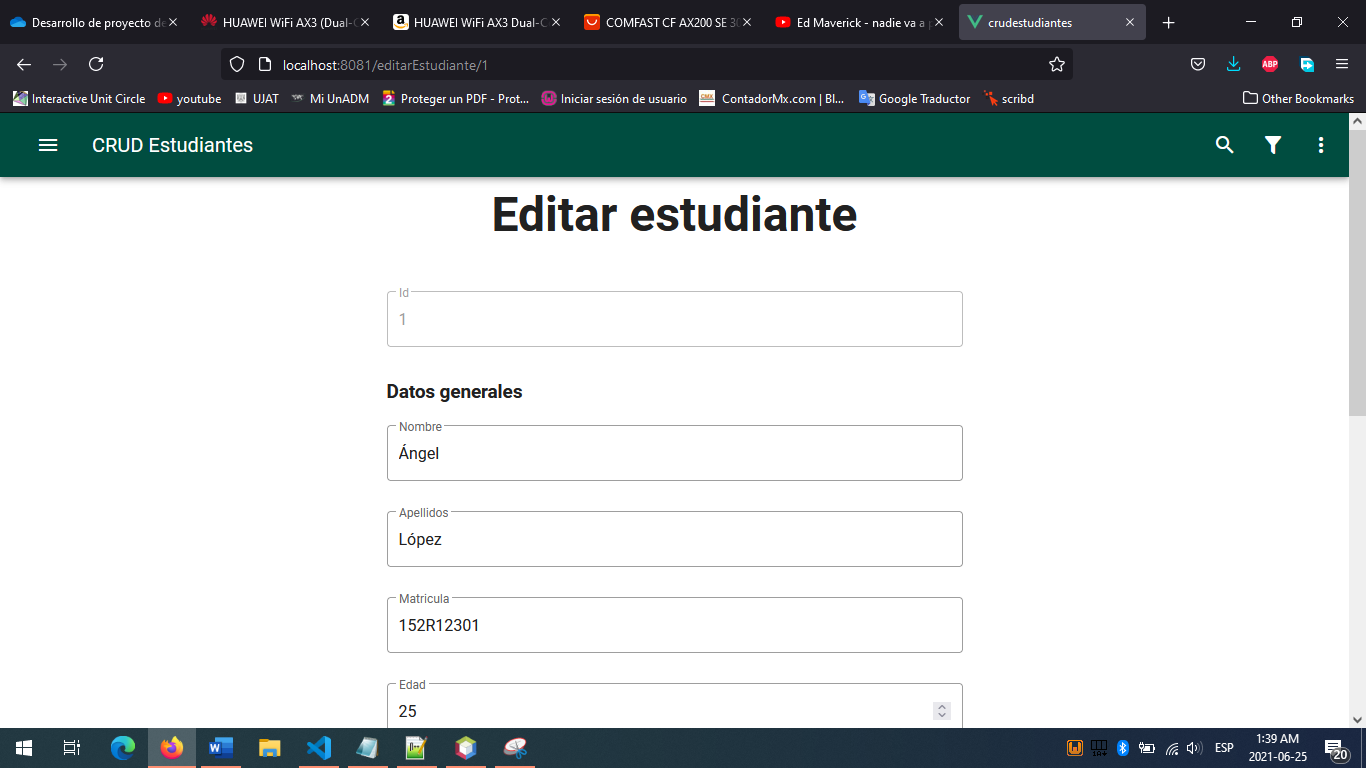 Desarrollo de proyecto de
HUAWEI WiFi AX3 (Dual-C
HUAWEI WiFi AX3 Dual-C
COMFAST CF AX200 SE 30
Ed Maverick - nadie va a p
crudestudiantes
localhost:8081/editarEstudiante/1
ABP
Interactive Unit Circle
youtube
UJAT
Mi UnADM
Proteger un PDF - Prot...
Iniciar sesión de usuario
CMX
ContadorMx.com | Bl...
Google Traductor
scribd
Other Bookmarks
CRUD Estudiantes
Editar estudiante
Id
1
Datos generales
Nombre
Ángel
Apellidos
López
Matricula
152R12301
Edad
25
ESP
1:39 AM
2021-06-25
20